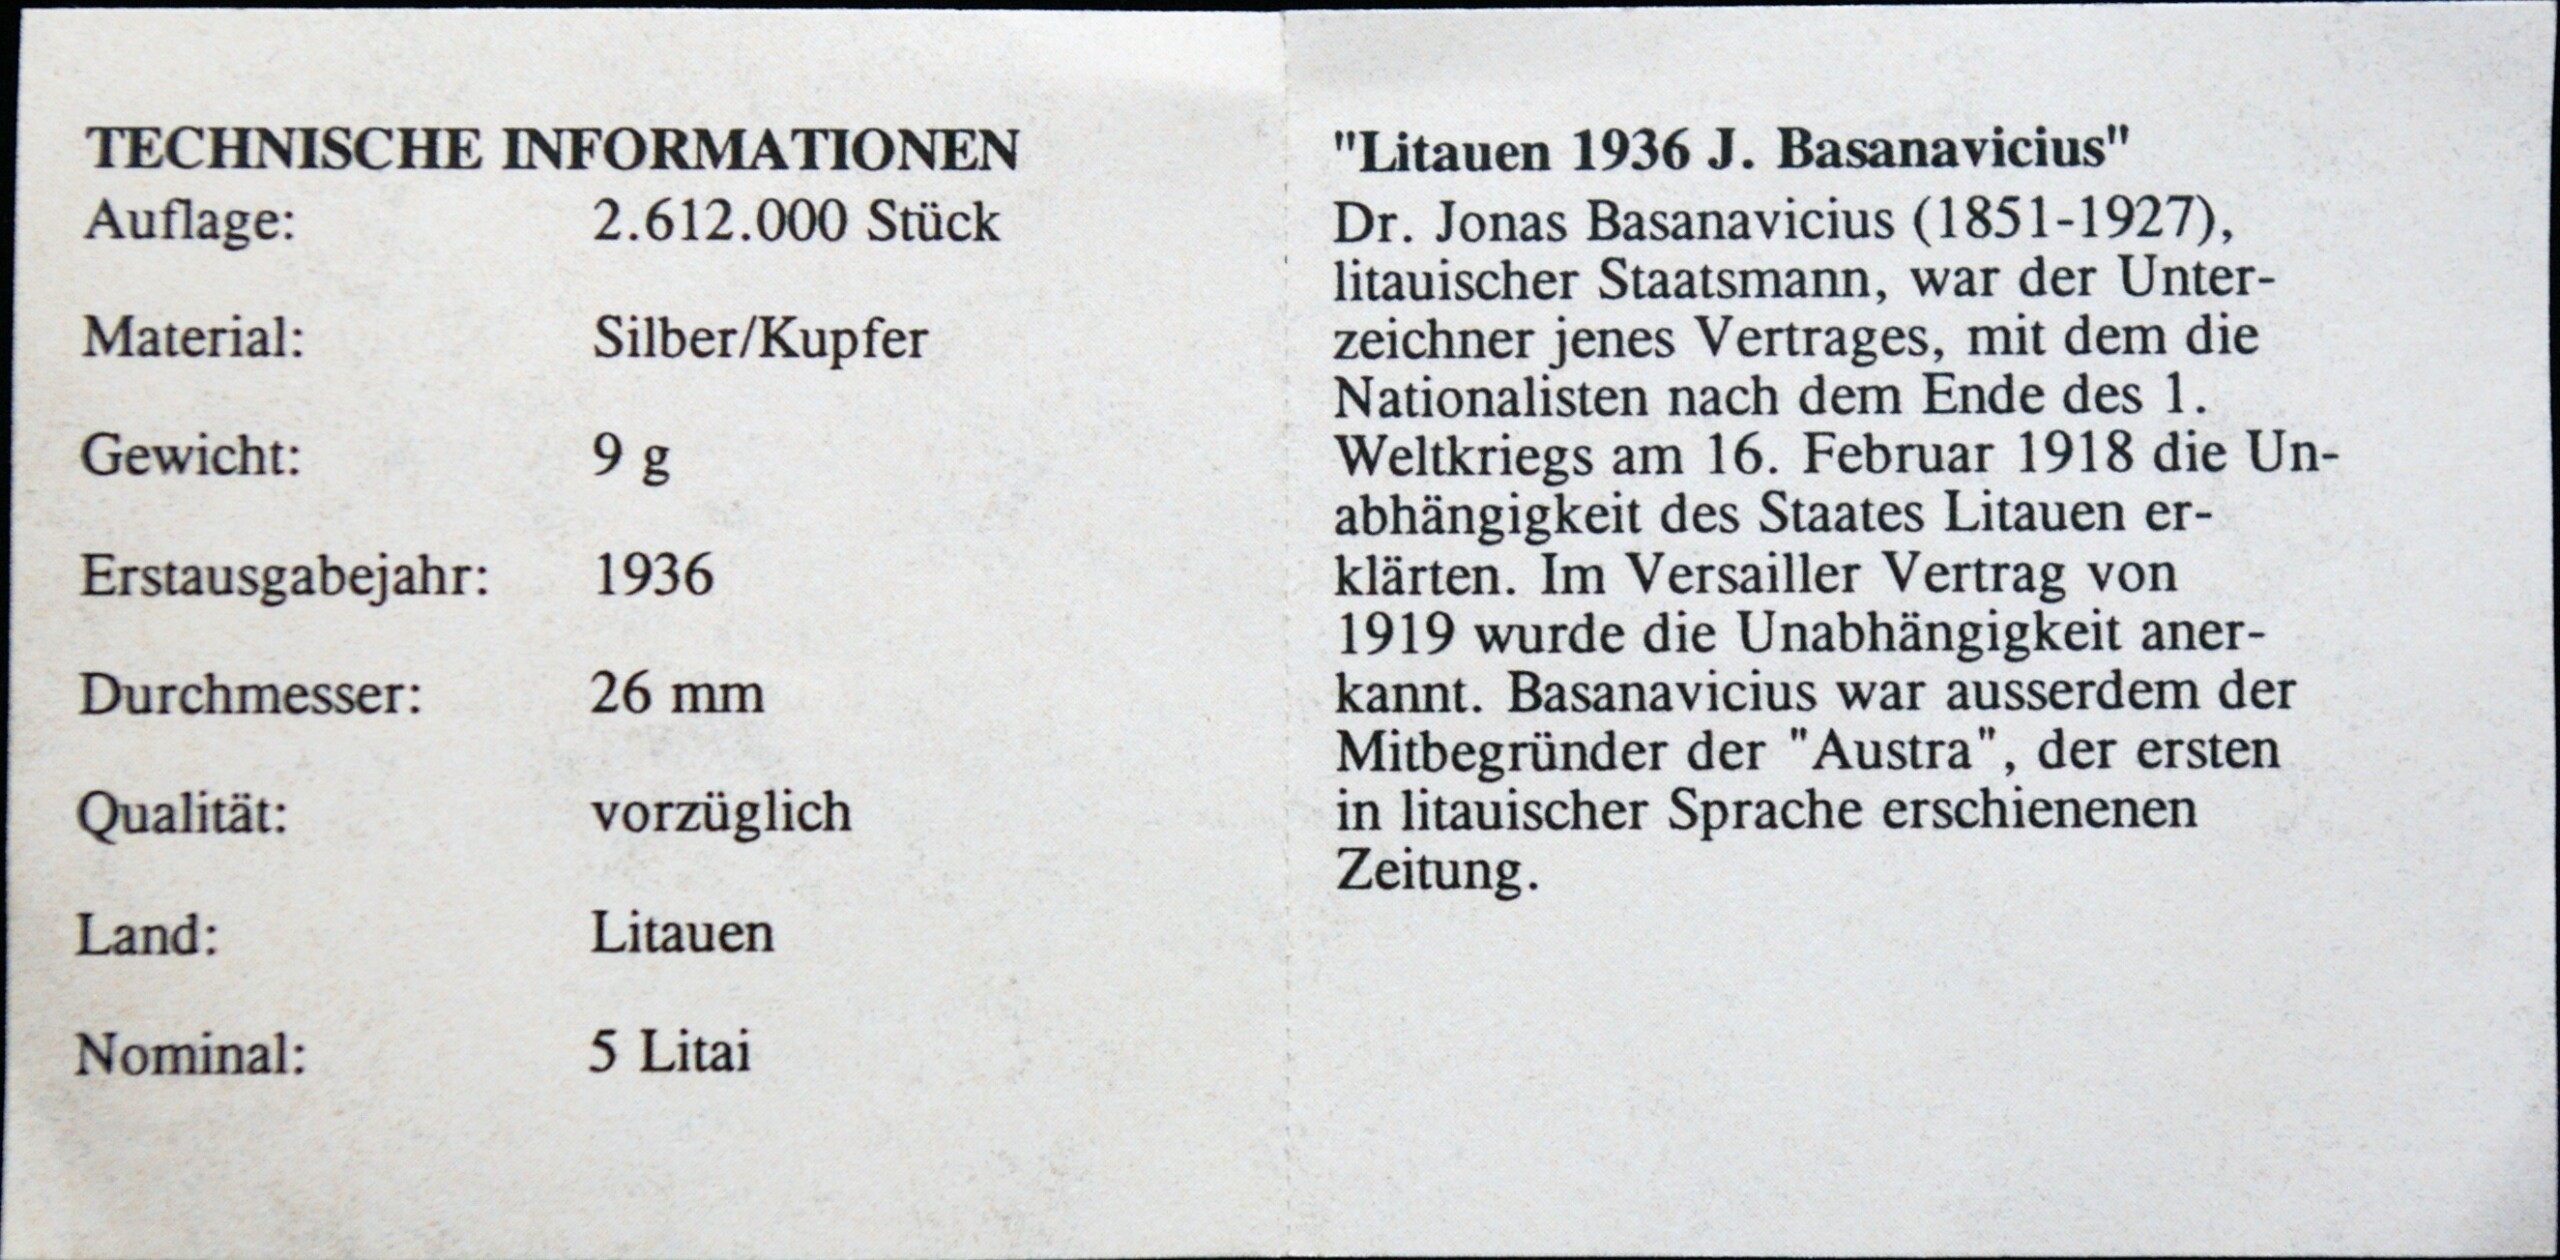 TECHNISCHE INFORMATIONEN
Auflage: 2.612.000 Stück
Material: Silber/Kupfer
Gewicht: 9 g
Erstausgabejahr: 1936
Durchmesser: 26 mm
Qualität: vorzüglich
Land: Litauen
Nominal: 5 Litai
"Litauen 1936 J. Basanavicius"
Dr. Jonas Basanavicius (1851-1927),
litauischer Staatsmann, war der Unter-
zeichner jenes Vertrages, mit dem die
Nationalisten nach dem Ende des 1.
Weltkriegs am 16. Februar 1918 die Un-
abhängigkeit des Staates Litauen er-
klärten. Im Versailler Vertrag von
1919 wurde die Unabhängigkeit aner-
kannt. Basanavicius war ausserdem der
Mitbegründer der "Austra", der ersten
in litauischer Sprache erschienenen
Zeitung.